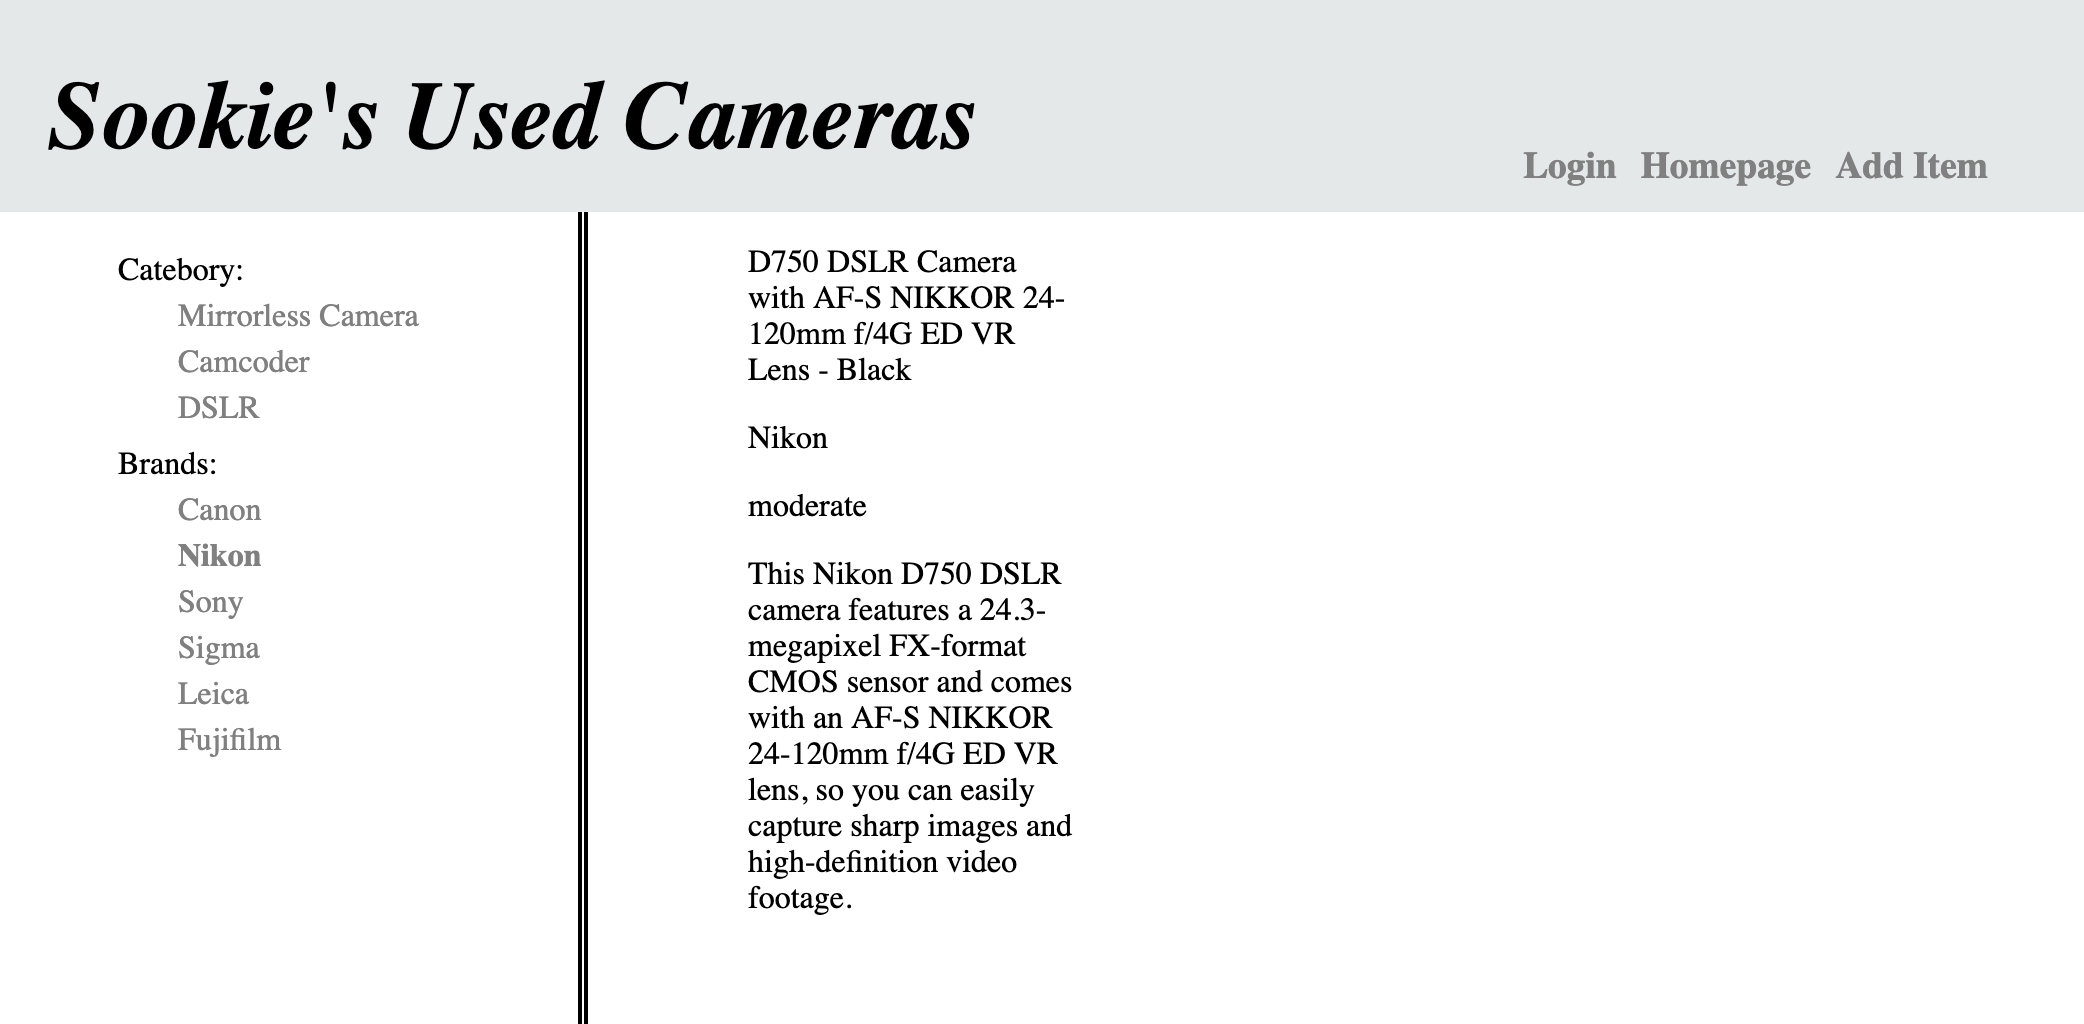 Sookie's Used Cameras
Login Homepage Add Item
Catebory:
Mirrorless Camera
Camcoder
DSLR
Brands:
Canon
Nikon
Sony
Sigma
Leica
Fujifilm
D750 DSLR Camera
with AF-S NIKKOR 24-
120mm f/4G ED VR
Lens - Black
Nikon
moderate
This Nikon D750 DSLR
camera features a 24.3-
megapixel FX-format
CMOS sensor and comes
with an AF-S NIKKOR
24-120mm f/4G ED VR
lens, so you can easily
capture sharp images and
high-definition video
footage.